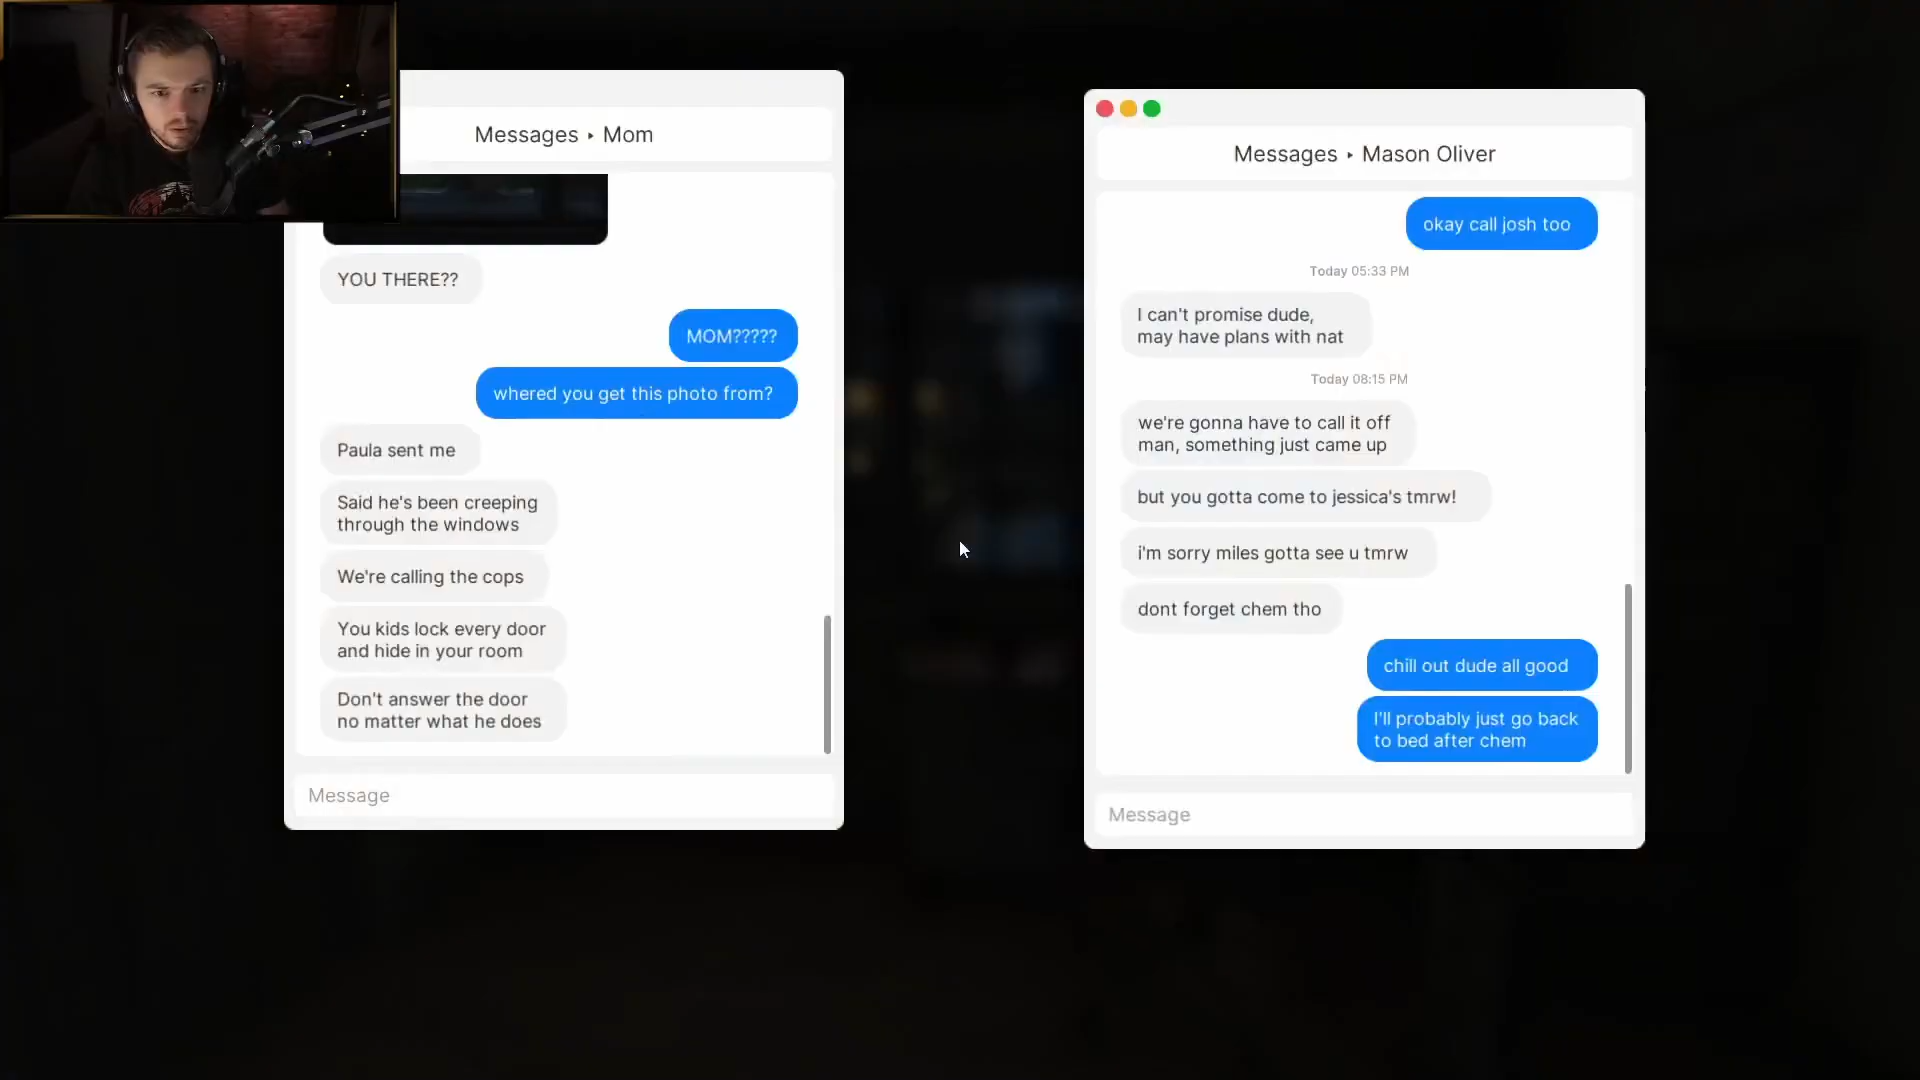 Messages ▸ Mom
YOU THERE??
MOM?????
whered you get this photo from?
Paula sent me
Said he's been creeping
through the windows
We're calling the cops
You kids lock every door
and hide in your room
Don't answer the door
no matter what he does
Message
Messages ▸ Mason Oliver
okay call josh too
Today 05:33 PM
I can't promise dude,
may have plans with nat
Today 08:15 PM
we're gonna have to call it off
man, something just came up
but you gotta come to jessica's tmrw!
i'm sorry miles gotta see u tmrw
dont forget chem tho
chill out dude all good
I'll probably just go back
to bed after chem
Message